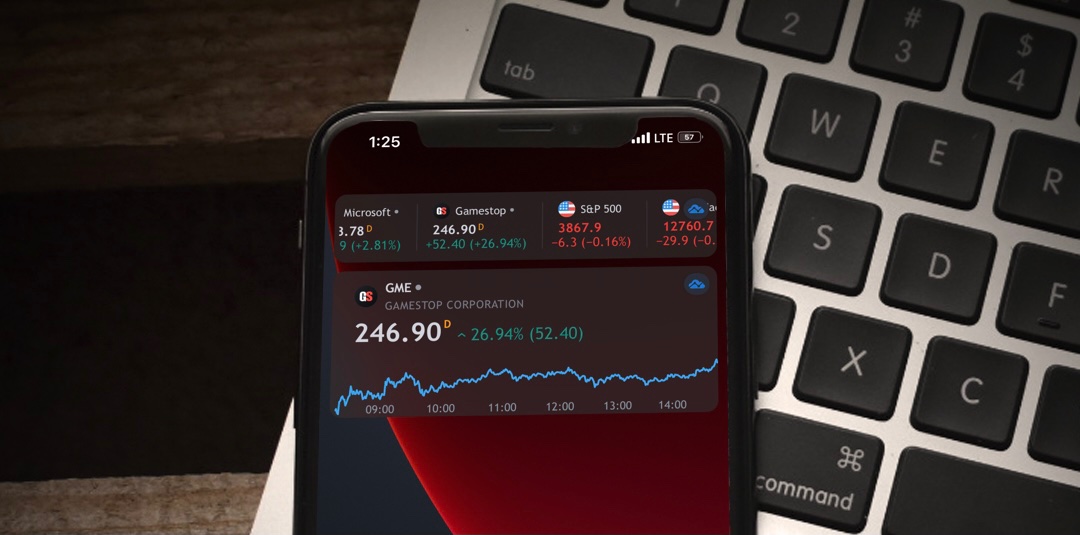 1:25
LTE 57
Microsoft
3.78 D
9 (+2.81%)
GS Gamestop
246.90 D
+52.40 (+26.94%)
S&P 500
3867.9
−6.3 (−0.16%)
12760.7
−29.9 (−0.
GS
GME
GAMESTOP CORPORATION
246.90 D
26.94% (52.40)
09:00 10:00 11:00 12:00 13:00 14:00
2
# 3
$ 4
tab
W
E
R
S
D
F
X
C
⌘
command